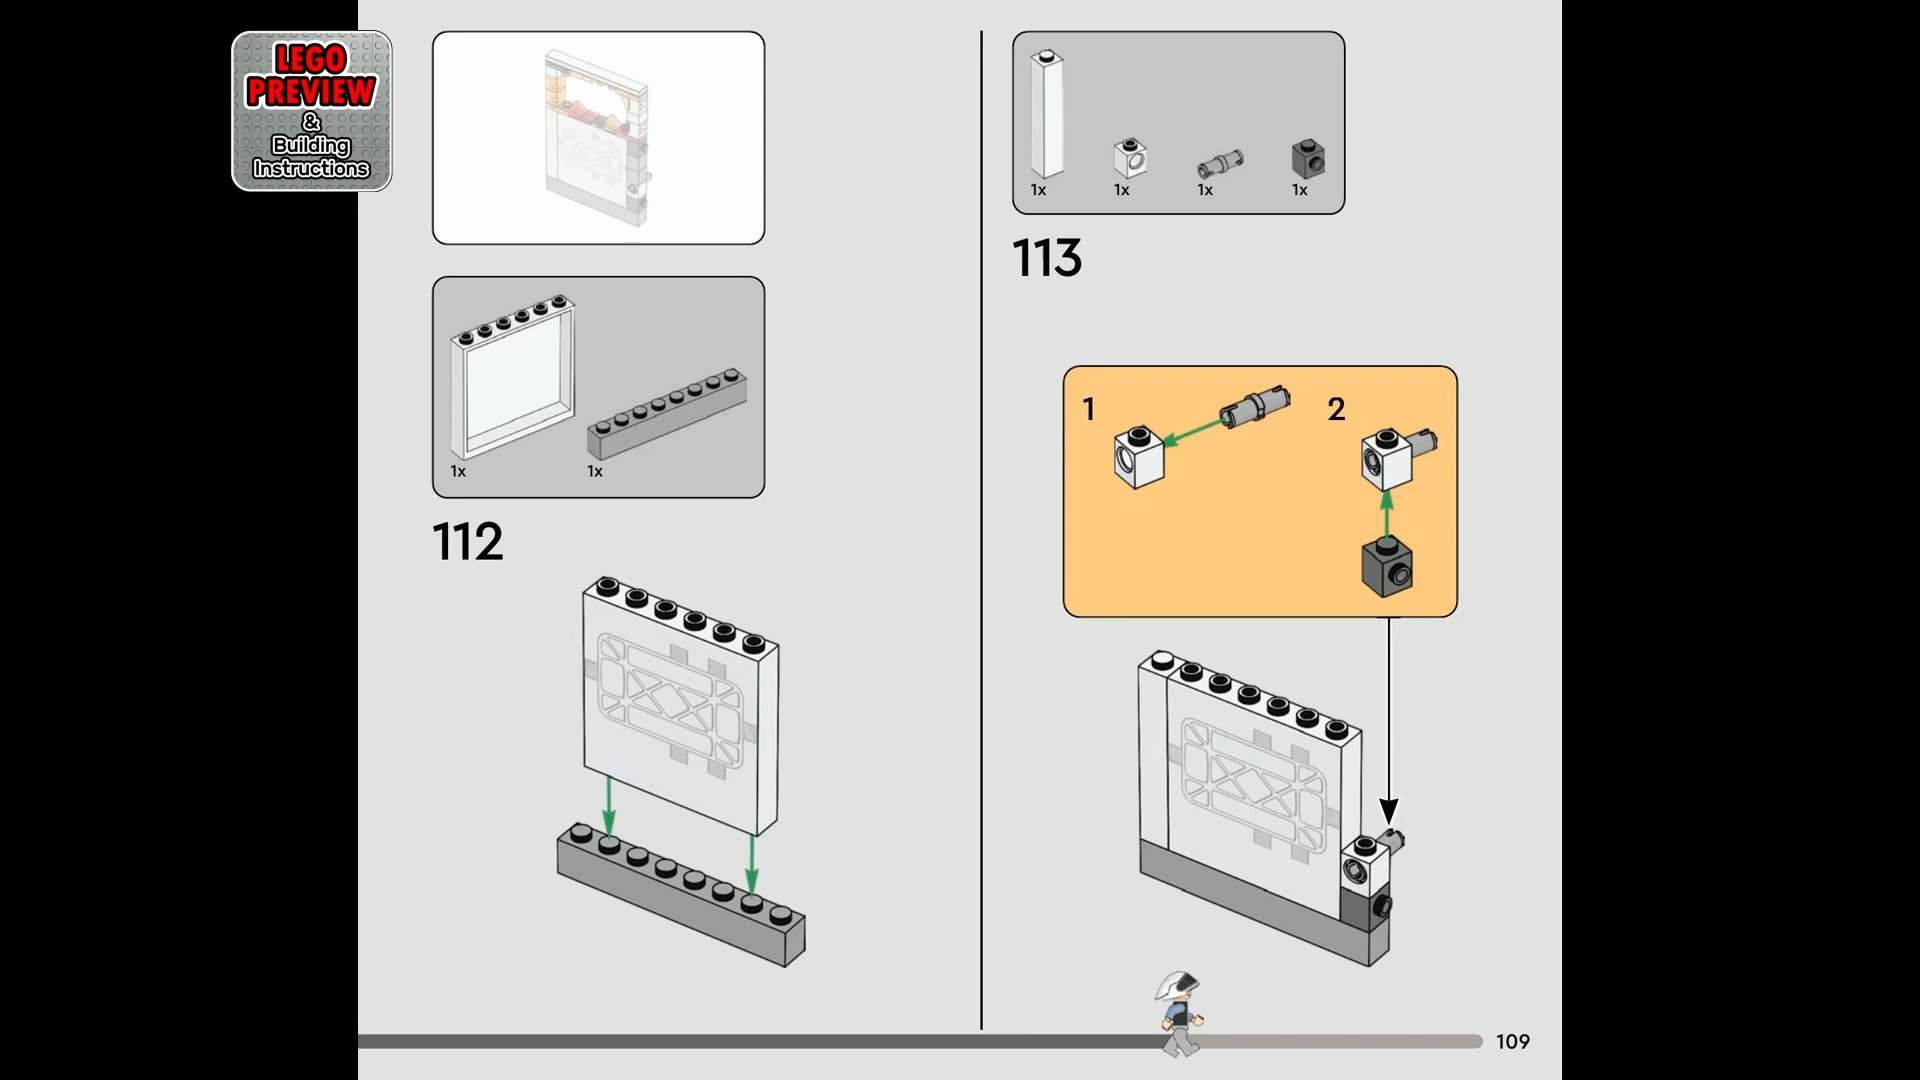 LEGO
PREVIEW
&
Building
Instructions
1x
1x
112
1x
1x
1x
1x
113
1
2
109